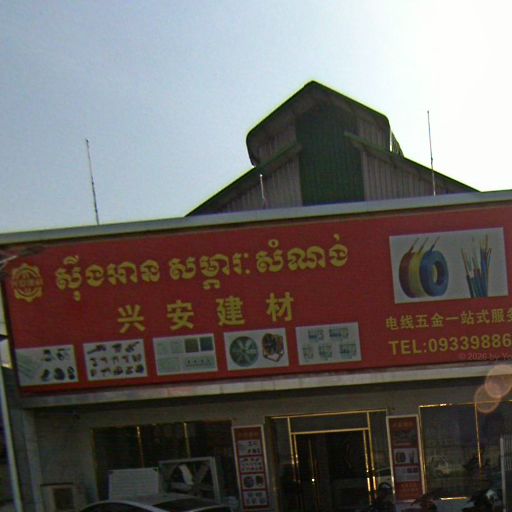 ស៊ីងអាន សម្ភារៈសំណង់
兴安建材
电线五金一站式服务
TEL:09339886